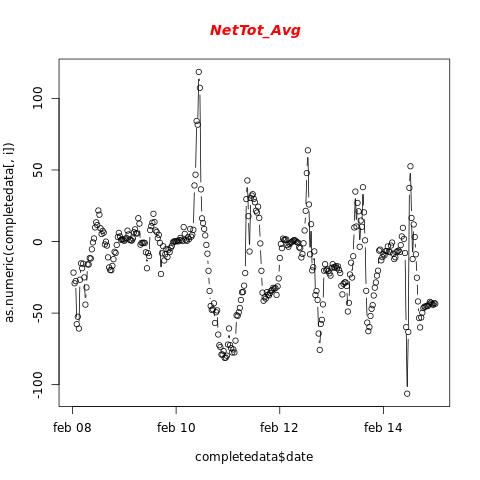 NetTot_Avg
as.numeric(completedata[, i])
100
50
0
-50
-100
feb 08
feb 10
feb 12
feb 14
completedata$date